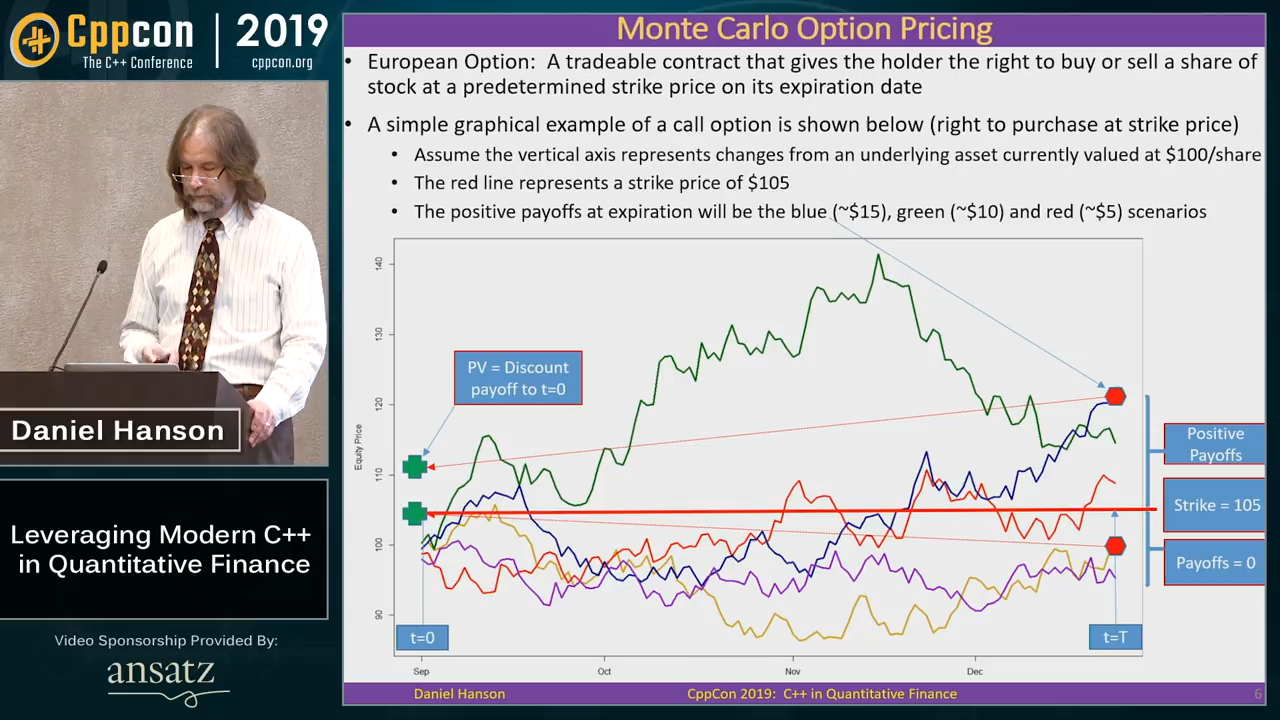 Cppcon
The C++ Conference
2019
cppcon.org
Daniel Hanson
Leveraging Modern C++
in Quantitative Finance
Video Sponsorship Provided By:
ansatz
Monte Carlo Option Pricing
• European Option: A tradeable contract that gives the holder the right to buy or sell a share of
stock at a predetermined strike price on its expiration date
• A simple graphical example of a call option is shown below (right to purchase at strike price)
• Assume the vertical axis represents changes from an underlying asset currently valued at $100/share
• The red line represents a strike price of $105
• The positive payoffs at expiration will be the blue (~$15), green (~$10) and red (~$5) scenarios
Equity Price
140
130
120
110
100
90
PV = Discount
payoff to t=0
Positive
Payoffs
Strike = 105
Payoffs = 0
t=0
t=T
Sep
Oct
Nov
Dec
Daniel Hanson
CppCon 2019: C++ in Quantitative Finance
6